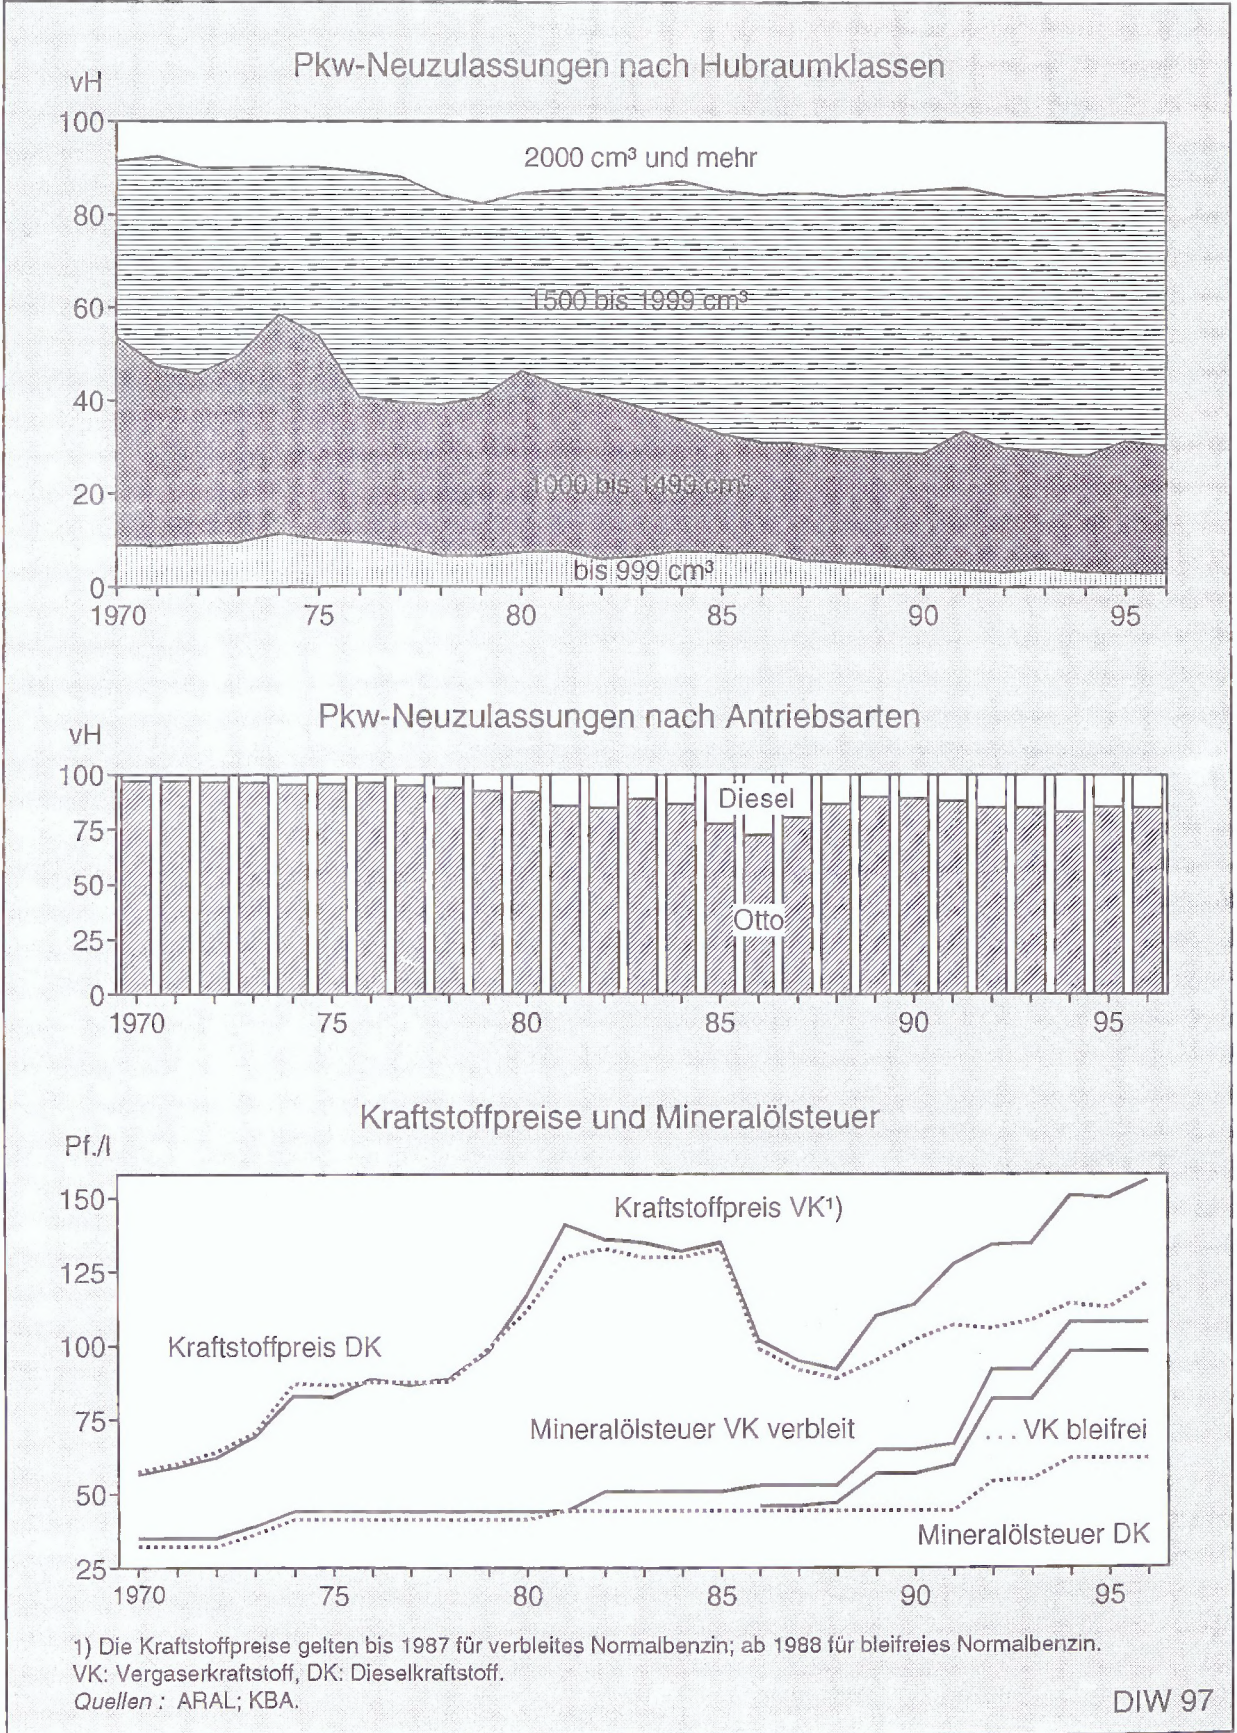 Pkw-Neuzulassungen nach Hubraumklassen
vH
100
2000 cm³ und mehr
80
1500 bis 1999 cm³
60
40
1000 bis 1499 cm³
20
bis 999 cm³
0
1970 75 80 85 90 95
Pkw-Neuzulassungen nach Antriebsarten
vH
100
Diesel
75
50
Otto
25
0
1970 75 80 85 90 95
Kraftstoffpreise und Mineralölsteuer
Pf./l
150
Kraftstoffpreis VK¹)
125
100
Kraftstoffpreis DK
75
Mineralölsteuer VK verbleit ... VK bleifrei
50
Mineralölsteuer DK
25
1970 75 80 85 90 95
1) Die Kraftstoffpreise gelten bis 1987 für verbleites Normalbenzin; ab 1988 für bleifreies Normalbenzin.
VK: Vergaserkraftstoff, DK: Dieselkraftstoff.
Quellen : ARAL; KBA.
DIW 97